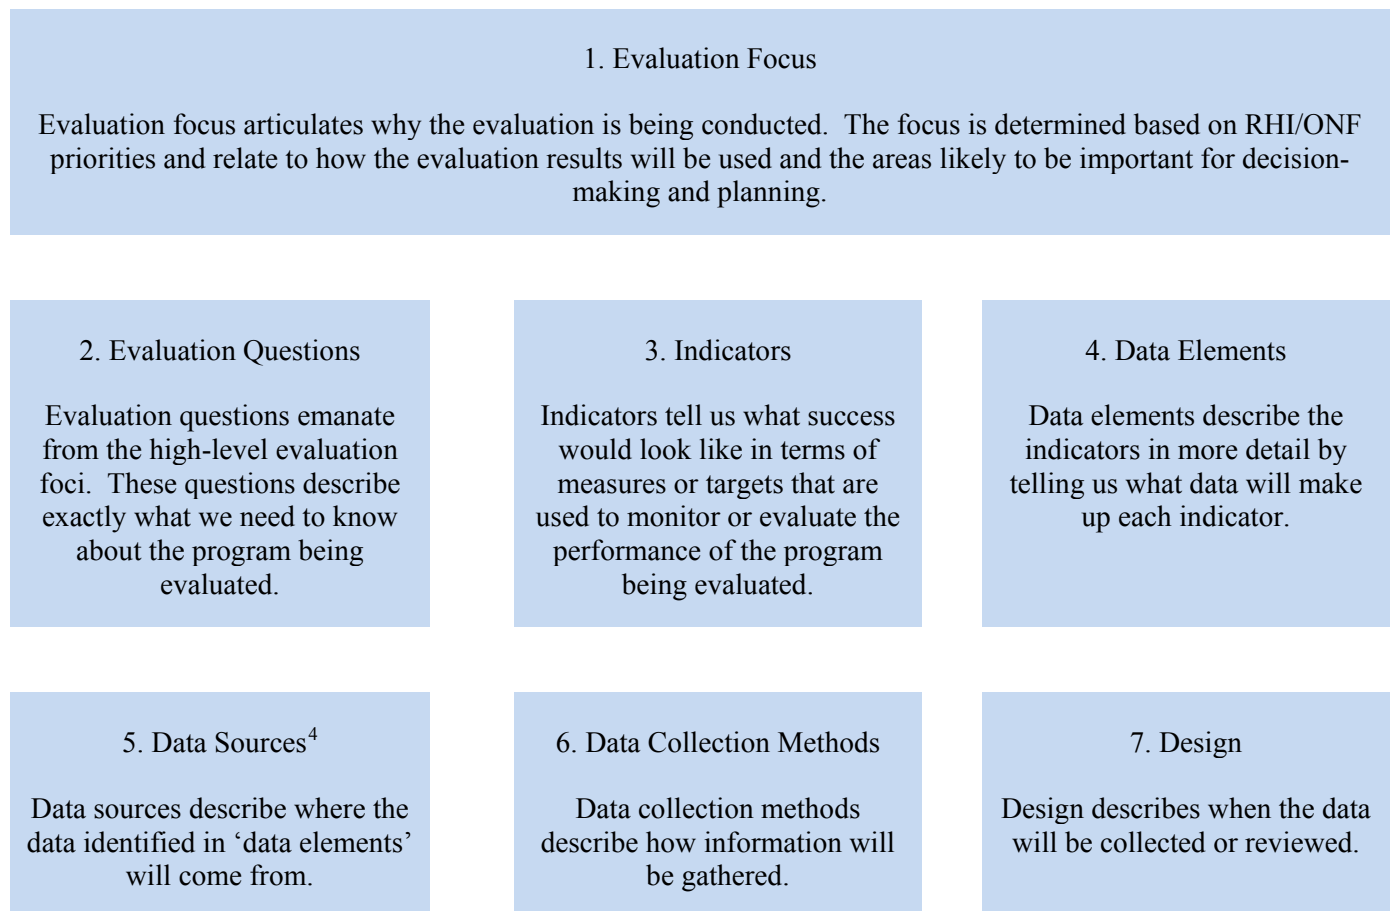 1. Evaluation Focus
Evaluation focus articulates why the evaluation is being conducted.  The focus is determined based on RHI/ONF
priorities and relate to how the evaluation results will be used and the areas likely to be important for decision-
making and planning.
2. Evaluation Questions
Evaluation questions emanate
from the high-level evaluation
foci.  These questions describe
exactly what we need to know
about the program being
evaluated.
3. Indicators
Indicators tell us what success
would look like in terms of
measures or targets that are
used to monitor or evaluate the
performance of the program
being evaluated.
4. Data Elements
Data elements describe the
indicators in more detail by
telling us what data will make
up each indicator.
5. Data Sources⁴
Data sources describe where the
data identified in ‘data elements’
will come from.
6. Data Collection Methods
Data collection methods
describe how information will
be gathered.
7. Design
Design describes when the data
will be collected or reviewed.